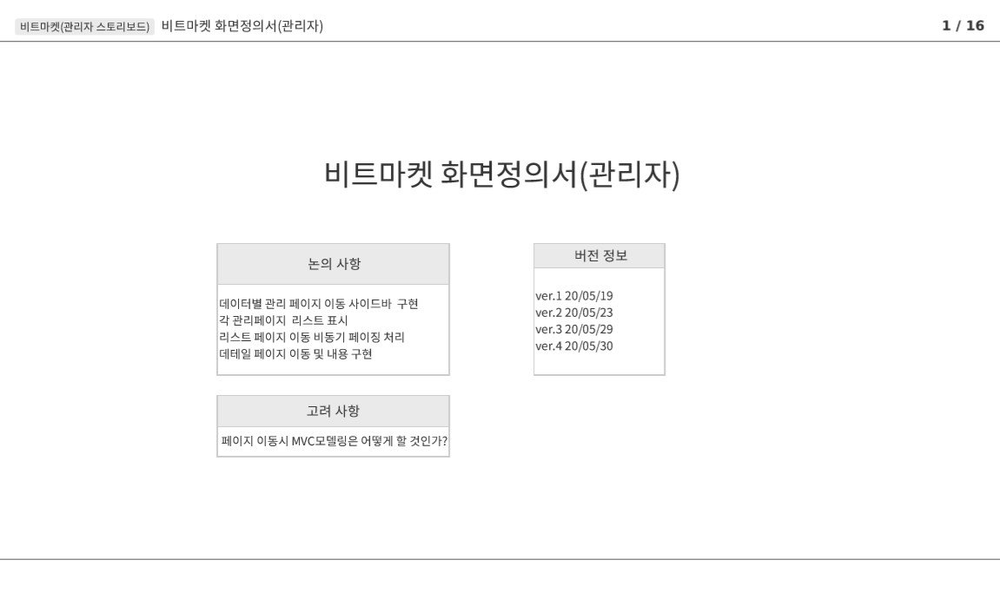 비트마켓(관리자 스토리보드) 비트마켓 화면정의서(관리자) 1 / 16
비트마켓 화면정의서(관리자)
논의 사항
데이터별 관리 페이지 이동 사이드바 구현
각 관리페이지 리스트 표시
리스트 페이지 이동 비동기 페이징 처리
데테일 페이지 이동 및 내용 구현
버전 정보
ver.1 20/05/19
ver.2 20/05/23
ver.3 20/05/29
ver.4 20/05/30
고려 사항
페이지 이동시 MVC모델링은 어떻게 할 것인가?